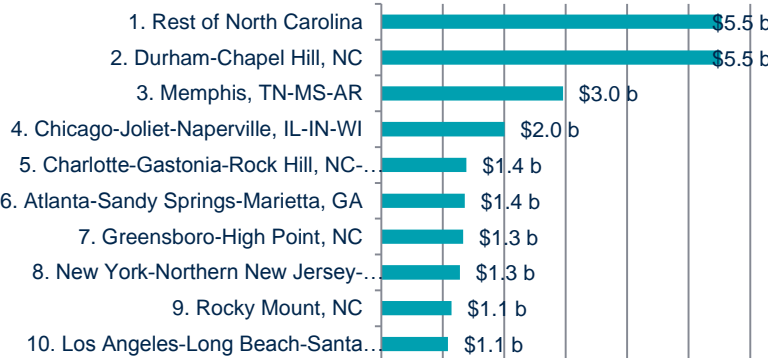 1. Rest of North Carolina $5.5 b
2. Durham-Chapel Hill, NC $5.5 b
3. Memphis, TN-MS-AR $3.0 b
4. Chicago-Joliet-Naperville, IL-IN-WI $2.0 b
5. Charlotte-Gastonia-Rock Hill, NC-… $1.4 b
6. Atlanta-Sandy Springs-Marietta, GA $1.4 b
7. Greensboro-High Point, NC $1.3 b
8. New York-Northern New Jersey-… $1.3 b
9. Rocky Mount, NC $1.1 b
10. Los Angeles-Long Beach-Santa… $1.1 b